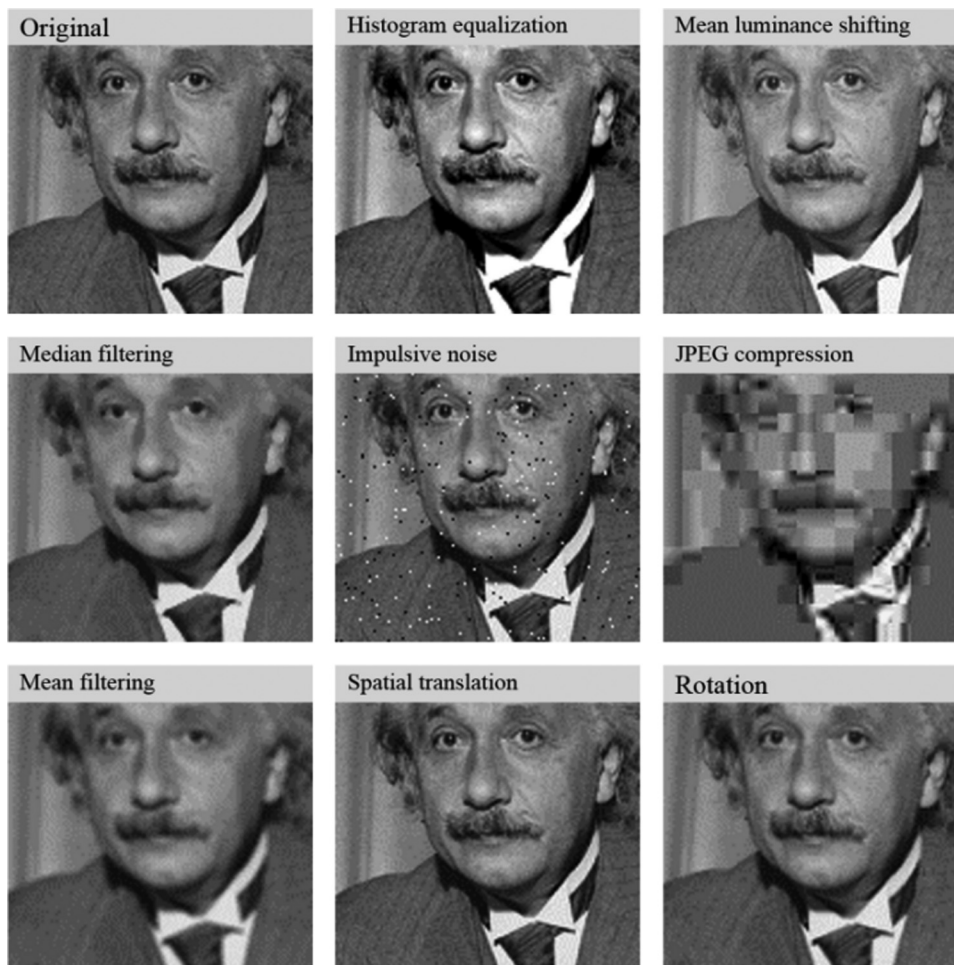 Original
Histogram equalization
Mean luminance shifting
Median filtering
Impulsive noise
JPEG compression
Mean filtering
Spatial translation
Rotation